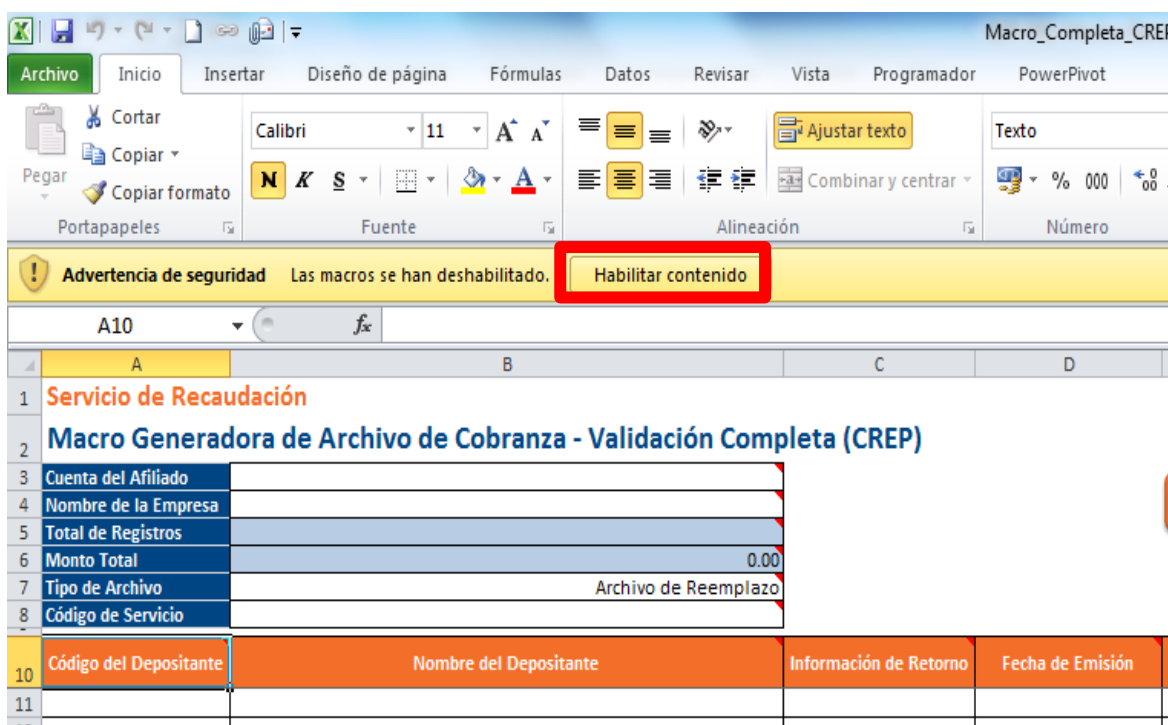 Macro_Completa_CREP
Archivo Inicio Insertar Diseño de página Fórmulas Datos Revisar Vista Programador PowerPivot
Pegar
Cortar
Copiar
Copiar formato
Portapapeles
Calibri 11 A A
N K S A
Fuente
Ajustar texto
Combinar y centrar
Alineación
Texto
% 000
Número
Advertencia de seguridad Las macros se han deshabilitado. Habilitar contenido
A10 fx
A B C D
1 Servicio de Recaudación
2 Macro Generadora de Archivo de Cobranza - Validación Completa (CREP)
3 Cuenta del Afiliado
4 Nombre de la Empresa
5 Total de Registros
6 Monto Total 0.00
7 Tipo de Archivo Archivo de Reemplazo
8 Código de Servicio
10 Código del Depositante Nombre del Depositante Información de Retorno Fecha de Emisión
11